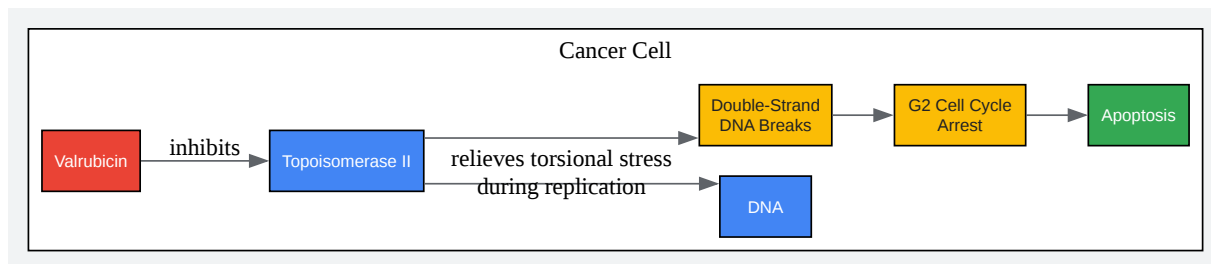 Cancer Cell
Valrubicin
inhibits
Topoisomerase II
relieves torsional stress
during replication
Double-Strand
DNA Breaks
G2 Cell Cycle
Arrest
Apoptosis
DNA